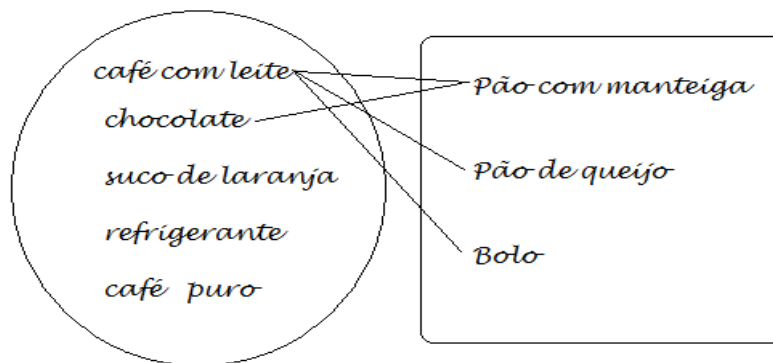 café com leite
chocolate
suco de laranja
refrigerante
café puro
Pão com manteiga
Pão de queijo
Bolo